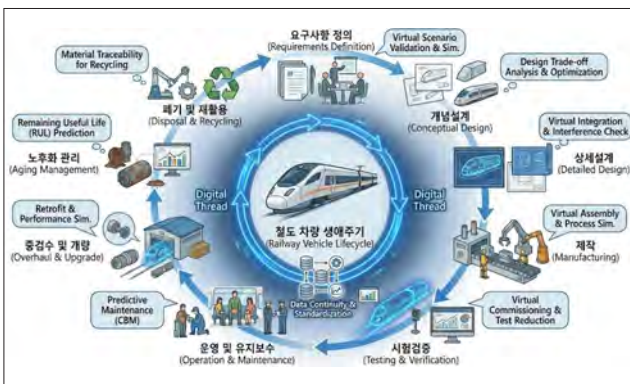 요구사항 정의
(Requirements Definition)
Virtual Scenario
Validation & Sim.
개념설계
(Conceptual Design)
Design Trade-off
Analysis & Optimization
상세설계
(Detailed Design)
Virtual Integration
& Interference Check
제작
(Manufacturing)
Virtual Assembly
& Process Sim.
시험검증
(Testing & Verification)
Virtual
Commissioning &
Test Reduction
운영 및 유지보수
(Operation & Maintenance)
Predictive
Maintenance
(CBM)
중검수 및 개량
(Overhaul & Upgrade)
Retrofit &
Performance Sim.
노후화 관리
(Aging Management)
Remaining Useful Life
(RUL) Prediction
폐기 및 재활용
(Disposal & Recycling)
Material Traceability
for Recycling
Digital
Thread
Digital
Thread
철도 차량 생애주기
(Railway Vehicle Lifecycle)
Data Continuity &
Standardization